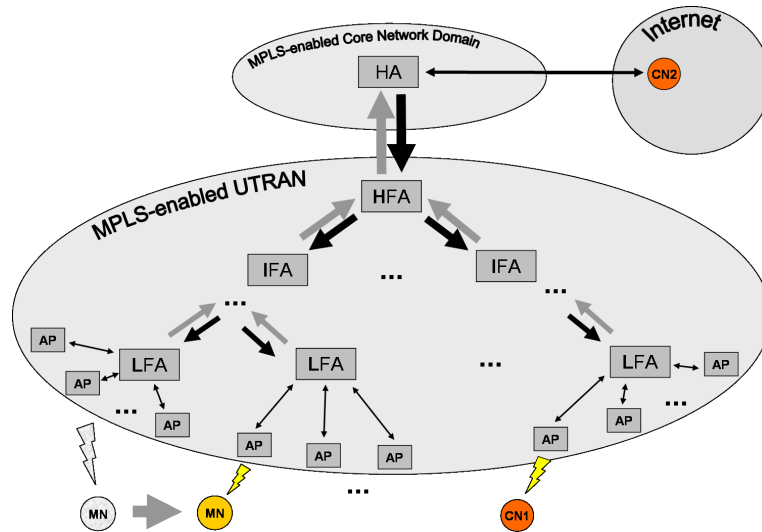 MPLS-enabled Core Network Domain
Internet
HA
CN2
MPLS-enabled UTRAN
HFA
IFA
IFA
...
...
...
AP
LFA
LFA
...
LFA
AP
AP
...
AP
AP
...
AP
AP
AP
AP
...
MN
MN
CN1